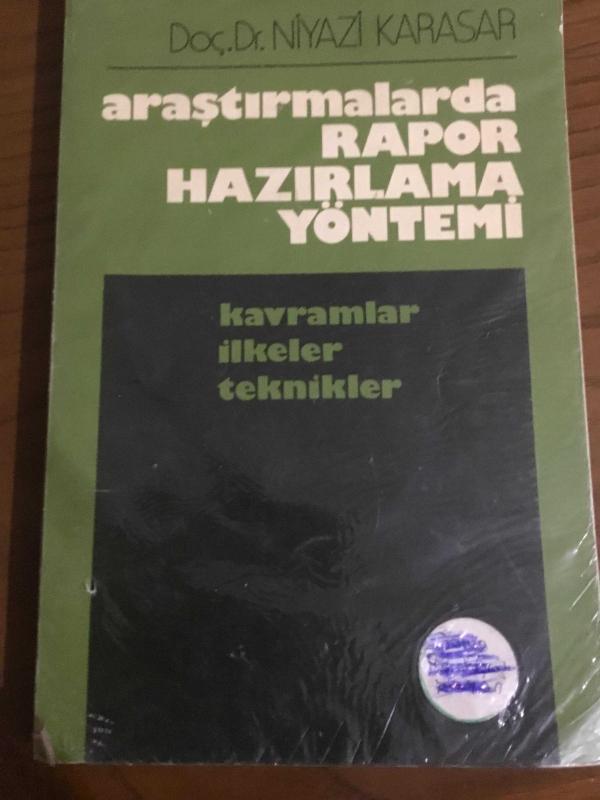 Doç.Dr. NİYAZİ KARASAR
araştırmalarda
RAPOR
HAZIRLAMA
YÖNTEMİ
kavramlar
ilkeler
teknikler